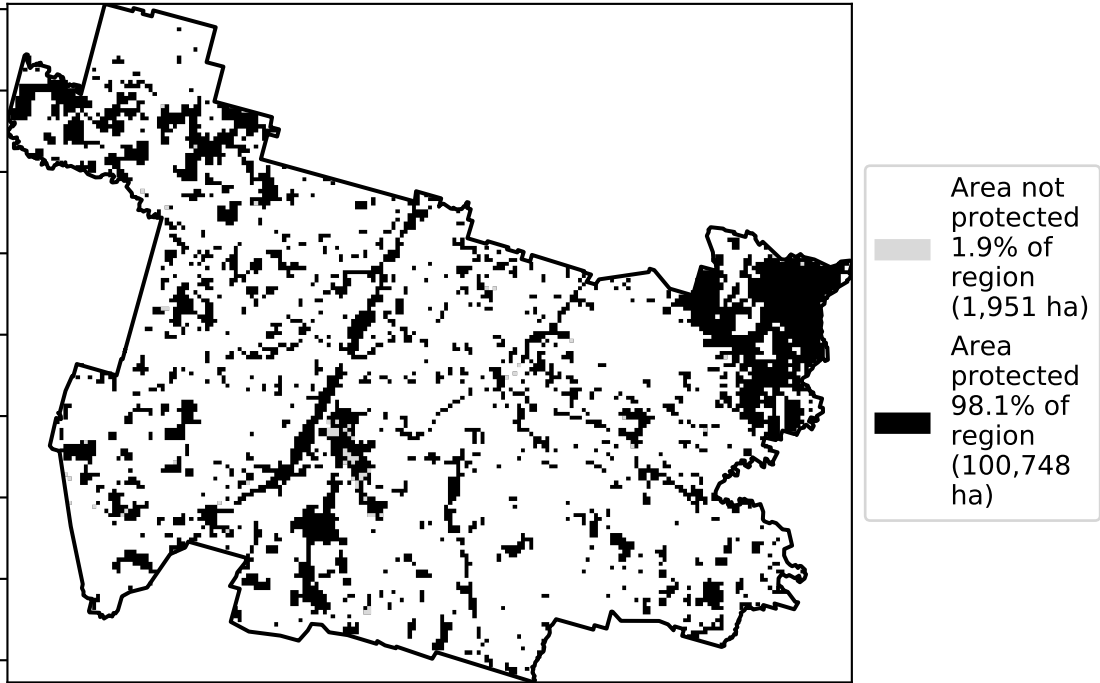 Area not
protected
1.9% of
region
(1,951 ha)
Area
protected
98.1% of
region
(100,748
ha)